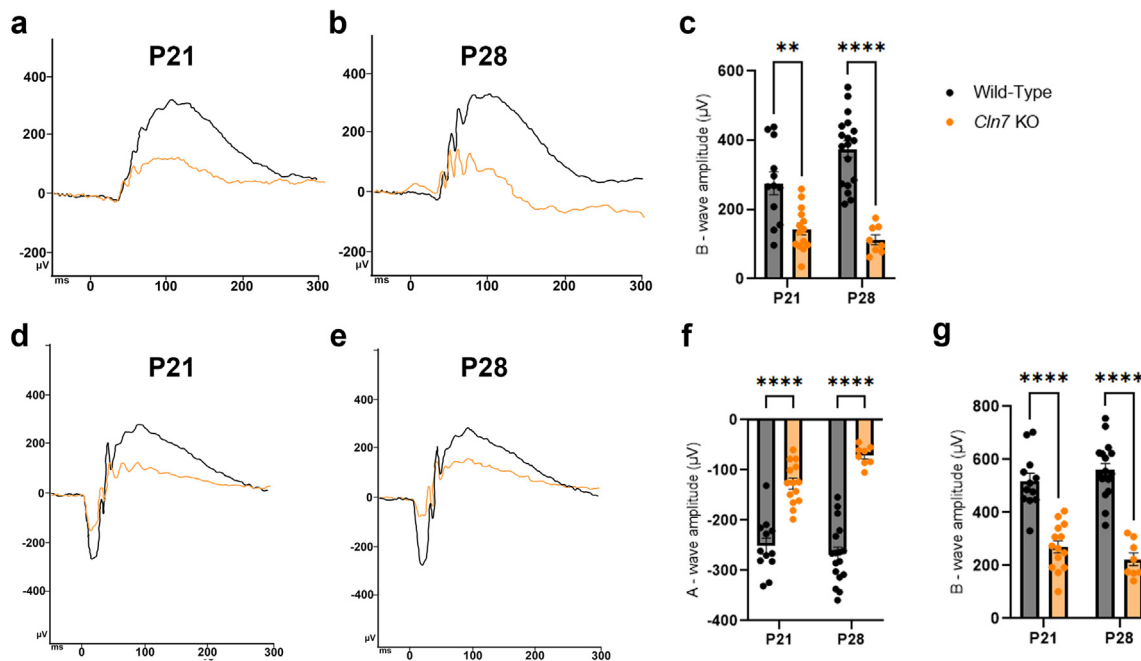 a
P21
400
200
0
-200
µV
ms
0
100
200
300
b
P28
400
300
200
0
-200
µV
ms
0
100
200
300
c
** ****
600
400
200
0
B - wave amplitude (µV)
P21 P28
Wild-Type
Cln7 KO
d
P21
400
200
0
-200
-400
µV
ms
0
100
200
300
e
P28
400
200
0
-200
-400
µV
ms
0
100
200
300
f
**** ****
0
-100
-200
-300
-400
A - wave amplitude (µV)
P21 P28
g
**** ****
800
600
400
200
0
B - wave amplitude (µV)
P21 P28